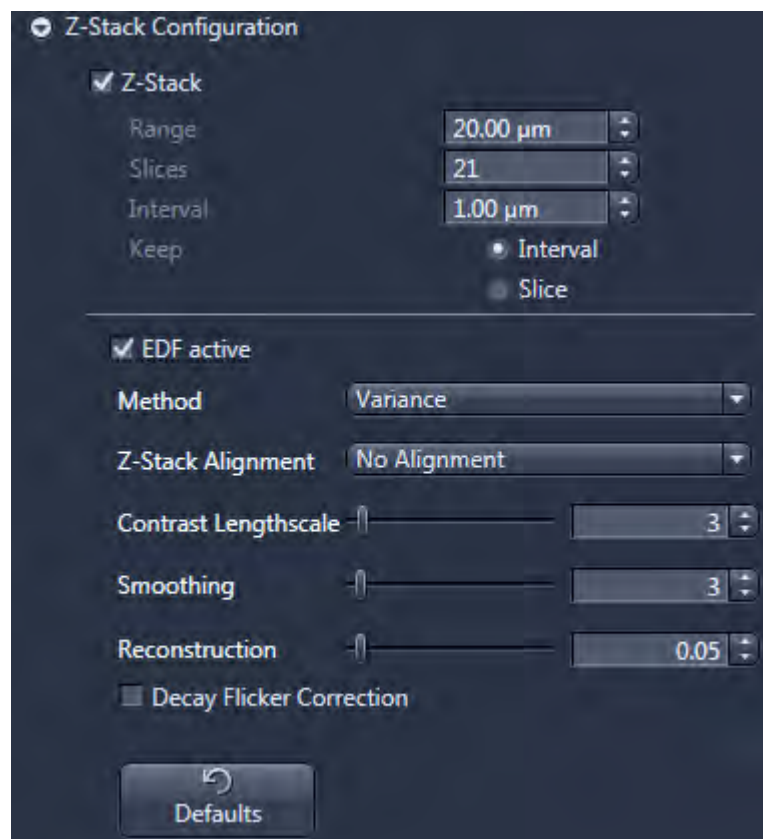 Z-Stack Configuration
Z-Stack
Range 20.00 µm
Slices 21
Interval 1.00 µm
Keep Interval
Slice
EDF active
Method Variance
Z-Stack Alignment No Alignment
Contrast Lengthscale 3
Smoothing 3
Reconstruction 0.05
Decay Flicker Correction
Defaults